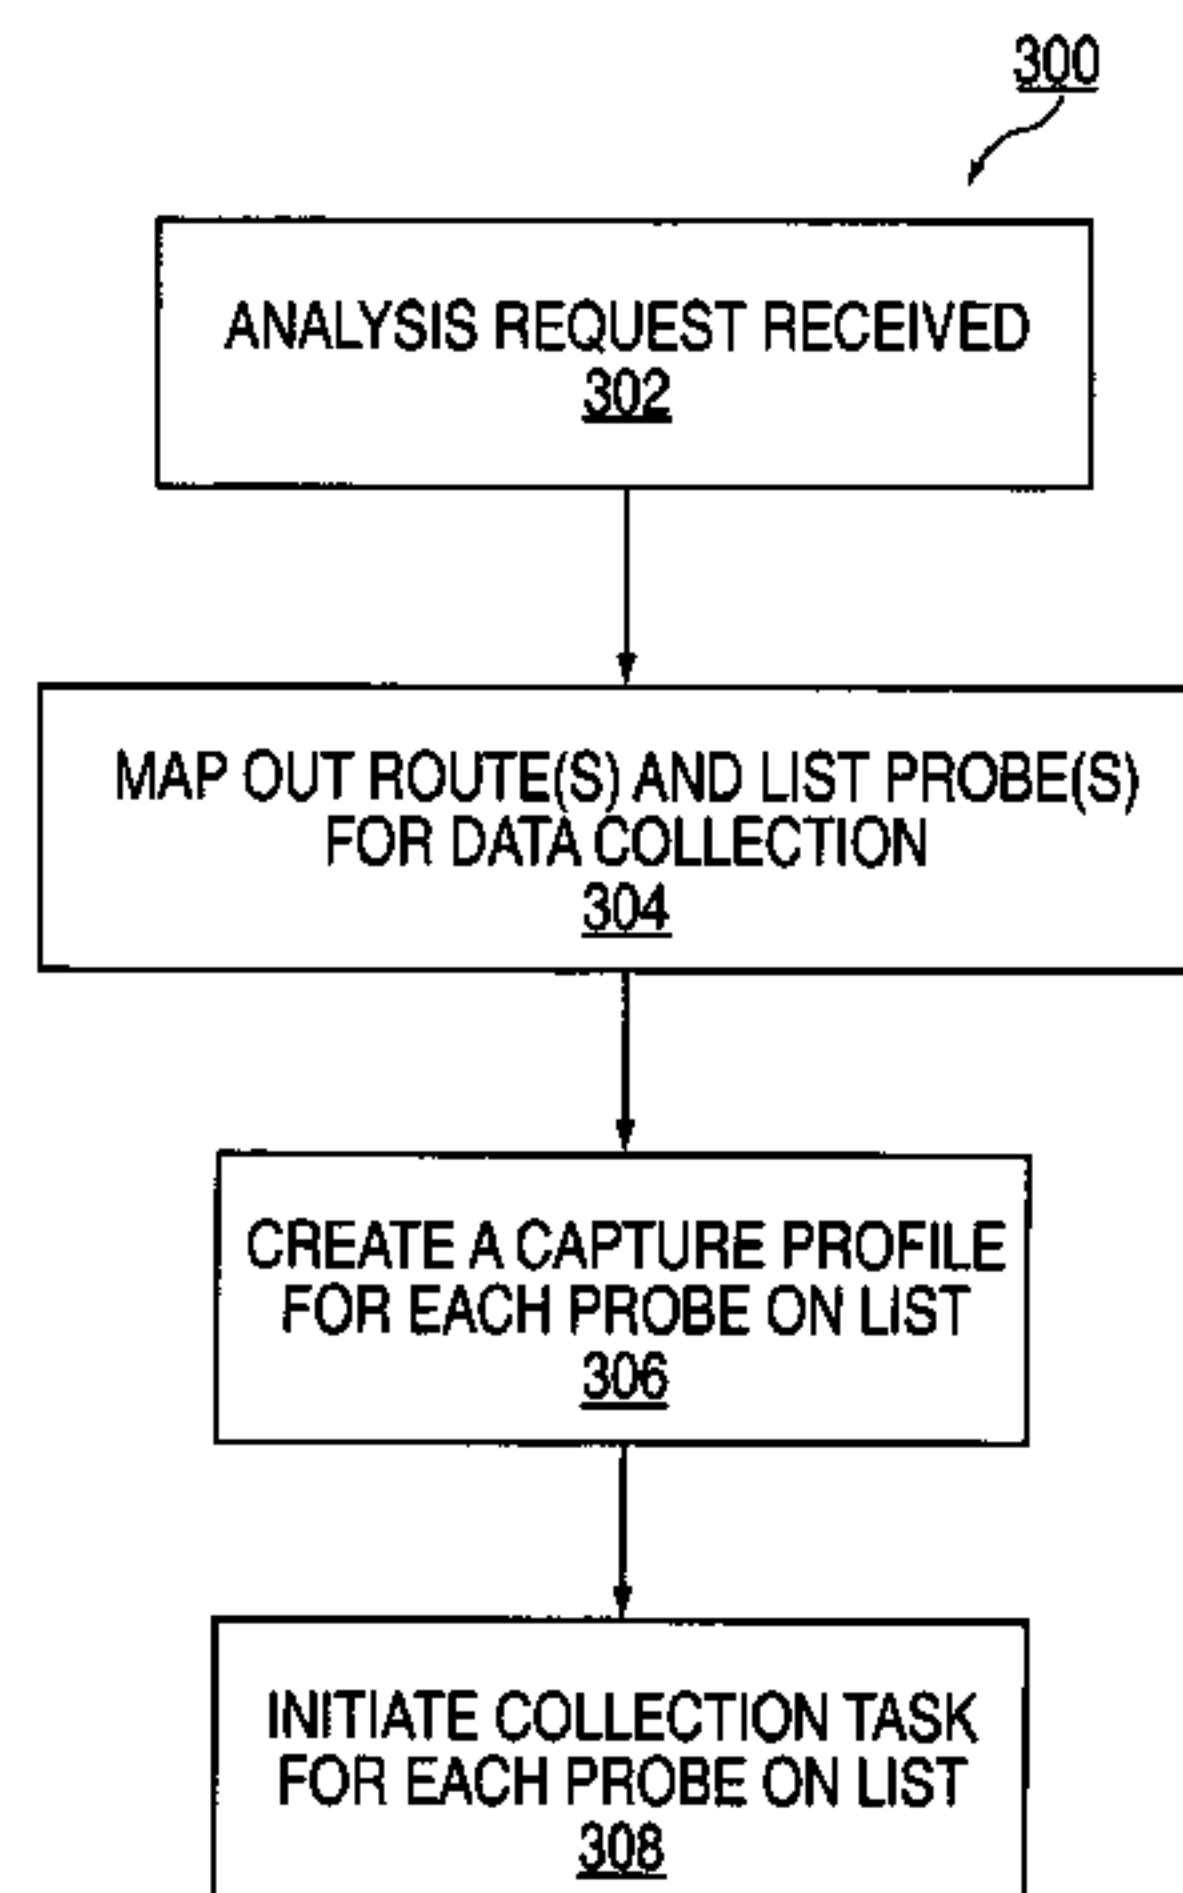 300
ANALYSIS REQUEST RECEIVED
302
MAP OUT ROUTE(S) AND LIST PROBE(S)
FOR DATA COLLECTION
304
CREATE A CAPTURE PROFILE
FOR EACH PROBE ON LIST
306
INITIATE COLLECTION TASK
FOR EACH PROBE ON LIST
308